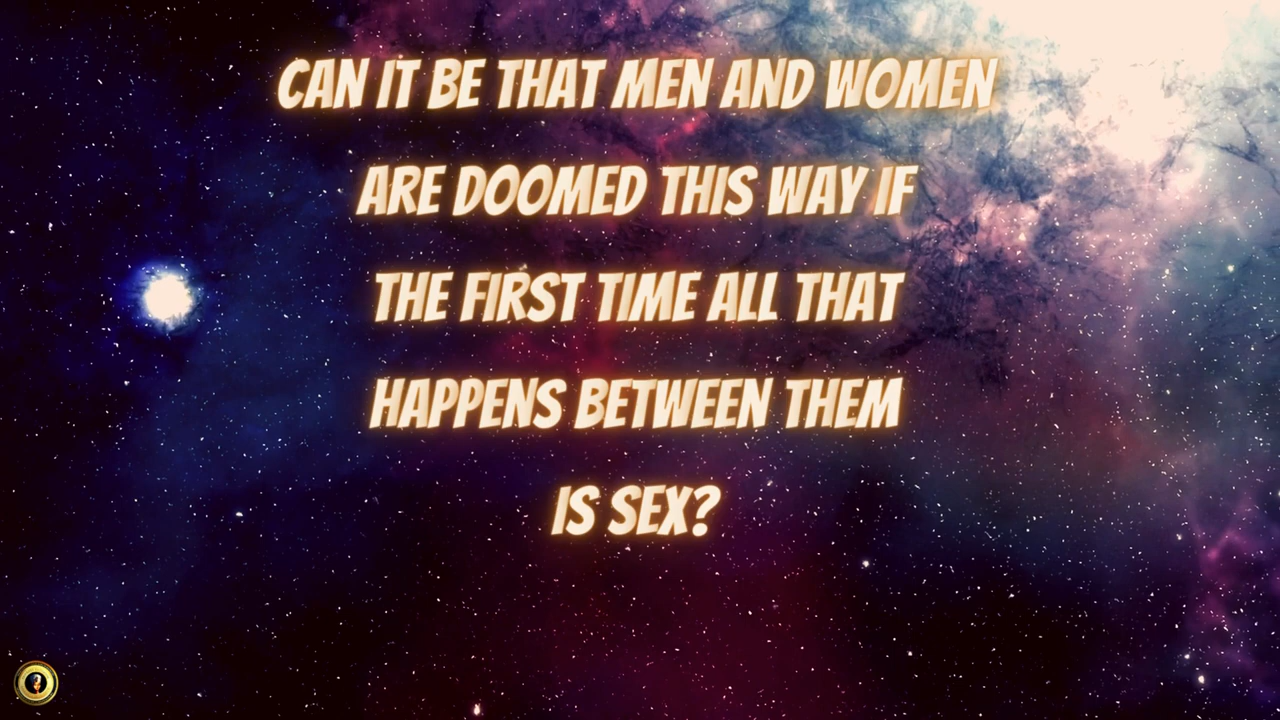 CAN IT BE THAT MEN AND WOMEN
ARE DOOMED THIS WAY IF
THE FIRST TIME ALL THAT
HAPPENS BETWEEN THEM
IS SEX?